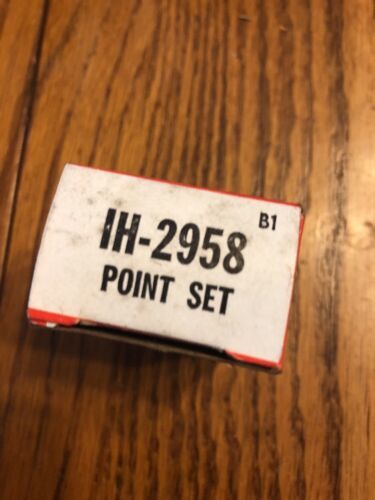 B1
IH-2958
POINT SET